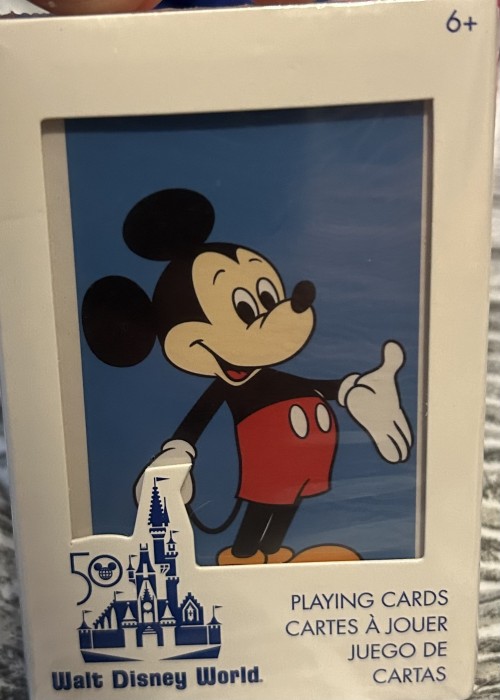 6+
50
Walt Disney World.
PLAYING CARDS
CARTES À JOUER
JUEGO DE
CARTAS